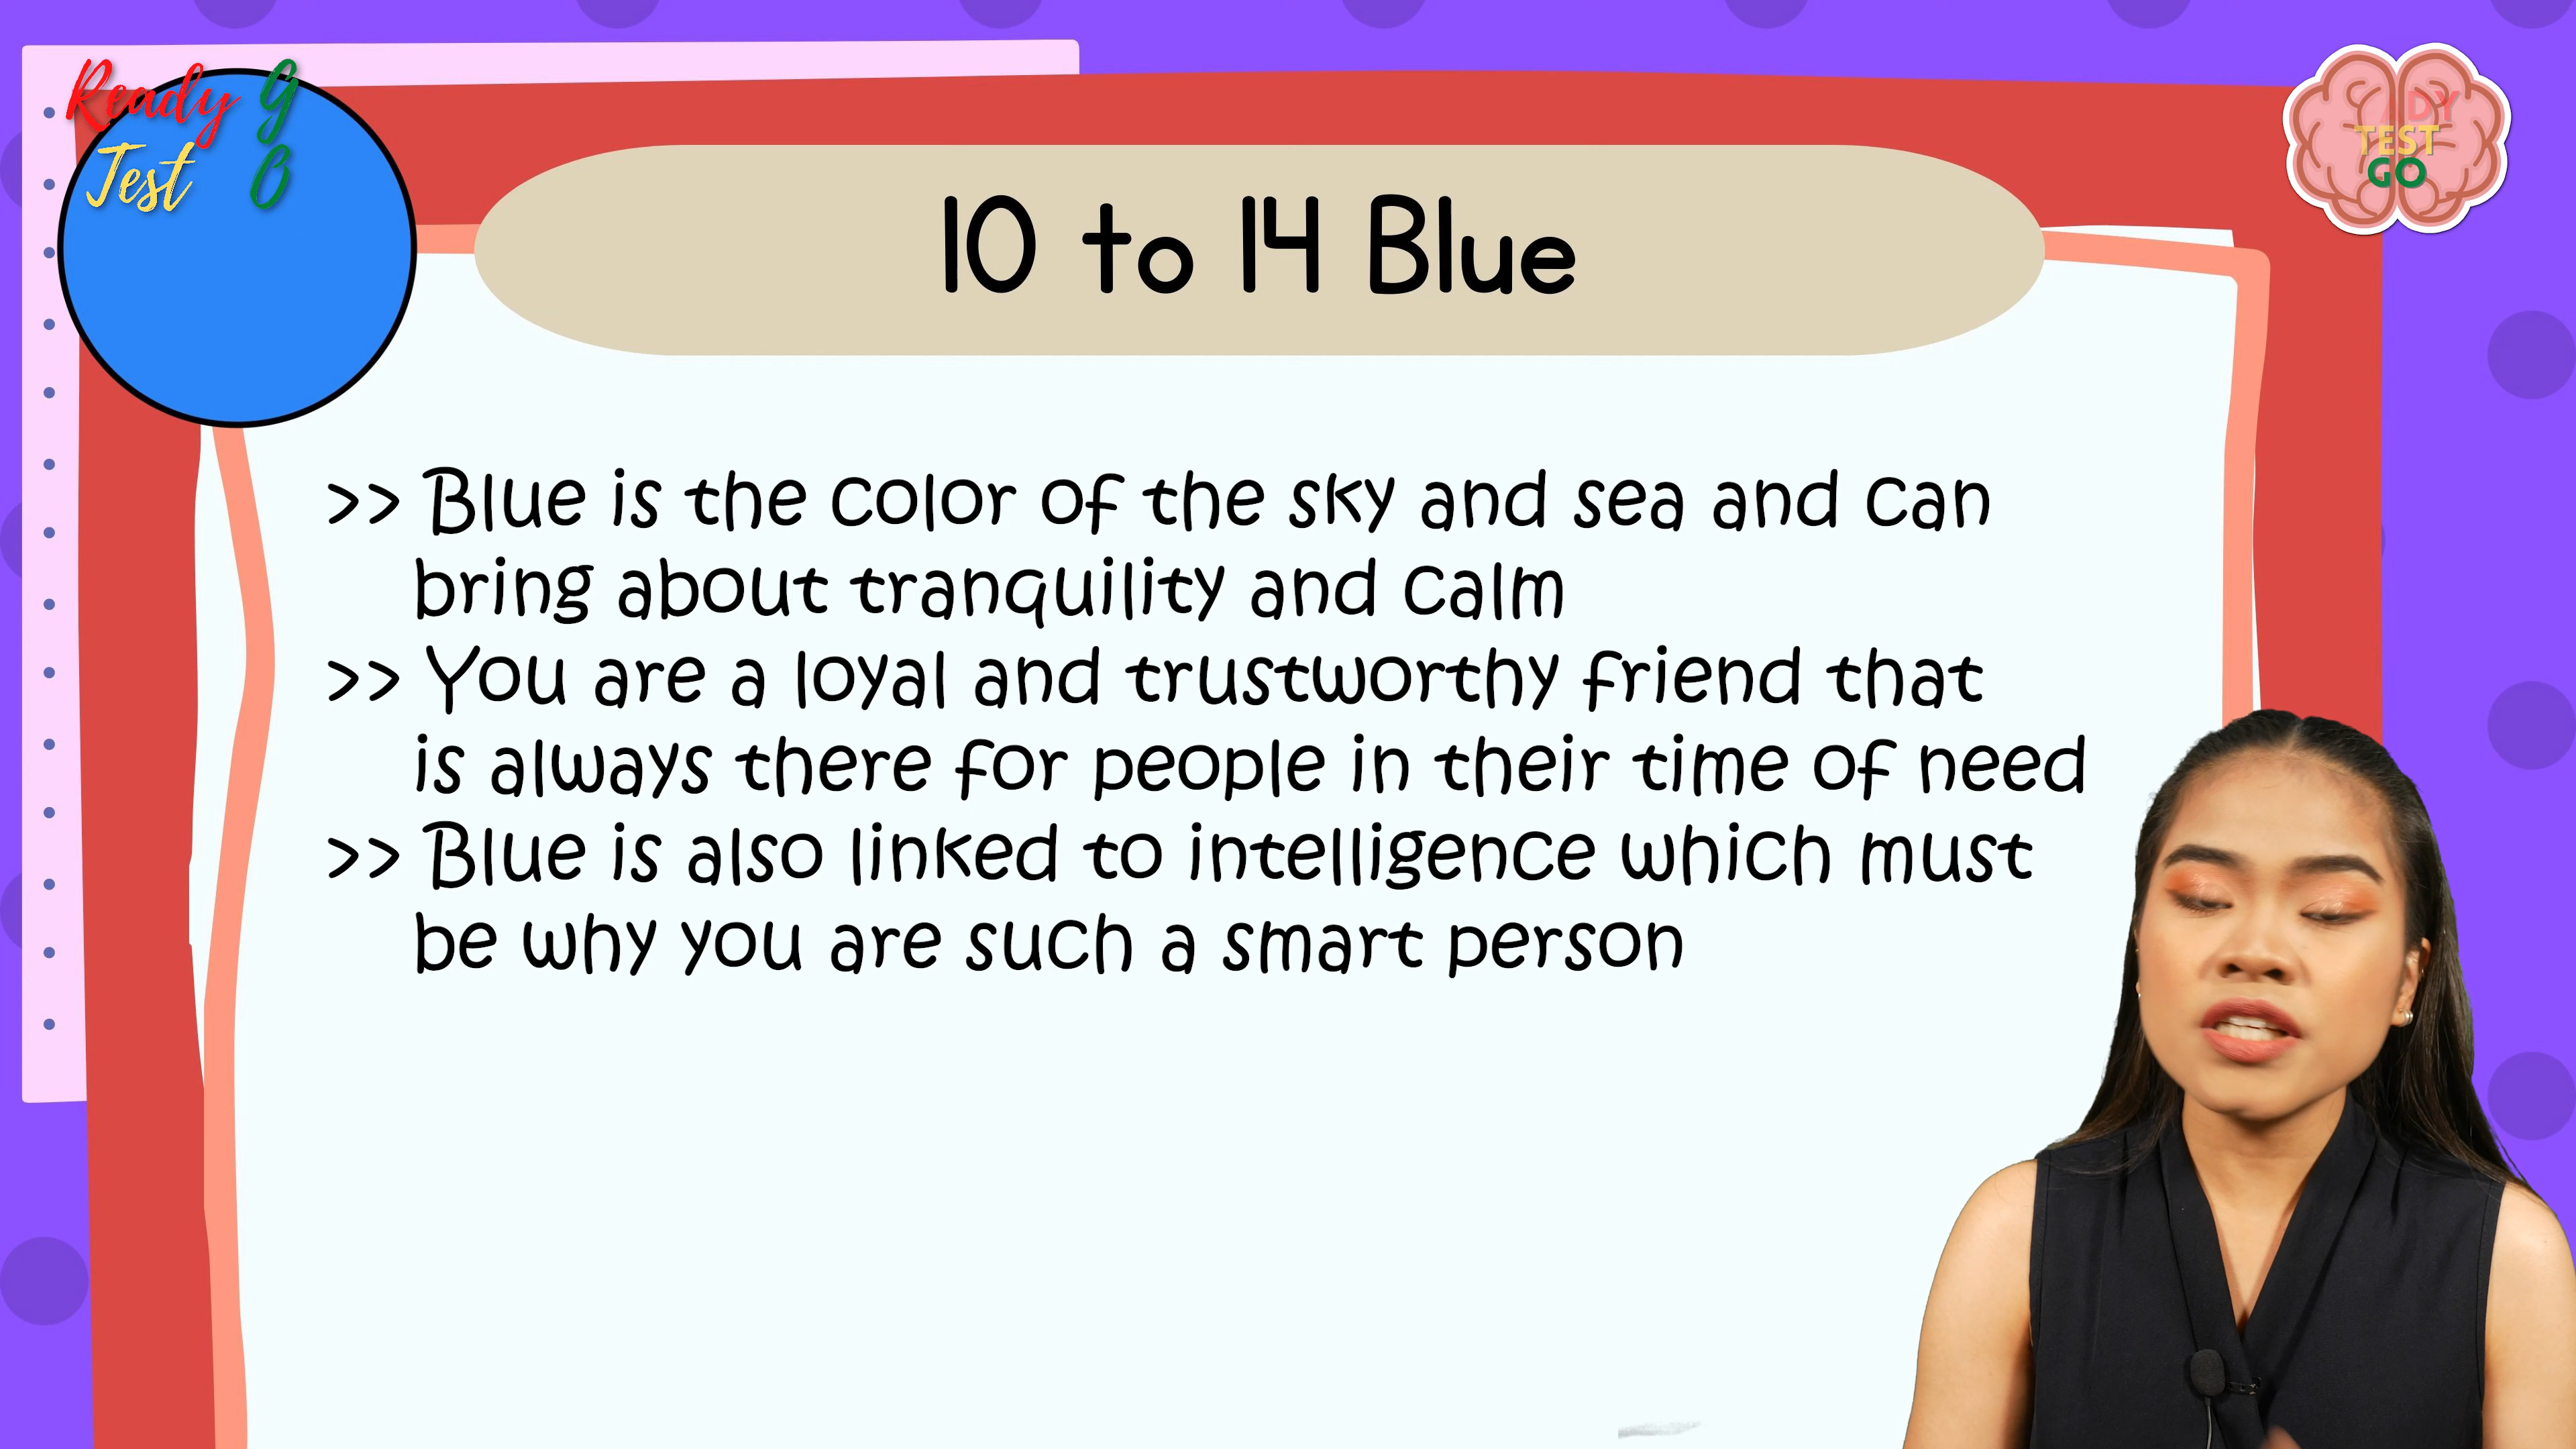 Ready G
Test O
DY
TEST
GO
10 to 14 Blue
>> Blue is the color of the sky and sea and can
bring about tranquility and calm
>> You are a loyal and trustworthy friend that
is always there for people in their time of need
>> Blue is also linked to intelligence which must
be why you are such a smart person